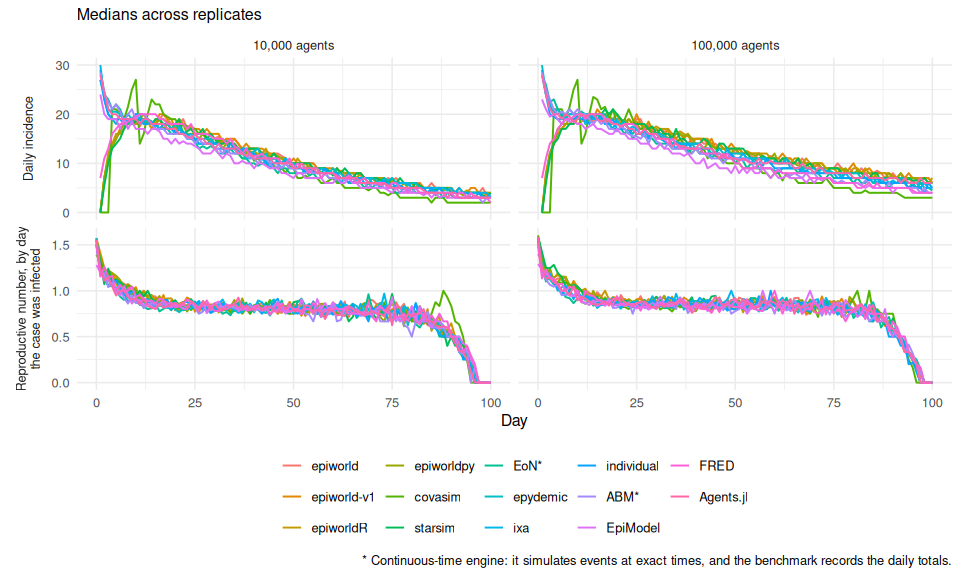 Medians across replicates
10,000 agents
100,000 agents
Daily incidence
30
20
10
0
Reproductive number, by day
the case was infected
1.5
1.0
0.5
0.0
0 25 50 75 100
0 25 50 75 100
Day
epiworld epiworldpy EoN* individual FRED
epiworld-v1 covasim epydemic ABM* Agents.jl
epiworldR starsim ixa EpiModel
* Continuous-time engine: it simulates events at exact times, and the benchmark records the daily totals.